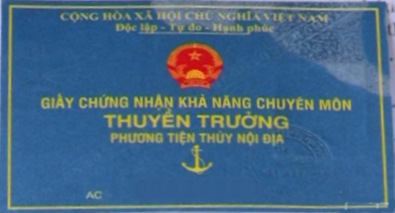 CỘNG HÒA XÃ HỘI CHỦ NGHĨA VIỆT NAM
Độc lập - Tự do - Hạnh phúc
GIẤY CHỨNG NHẬN KHẢ NĂNG CHUYÊN MÔN
THUYỀN TRƯỞNG
PHƯƠNG TIỆN THỦY NỘI ĐỊA
AC